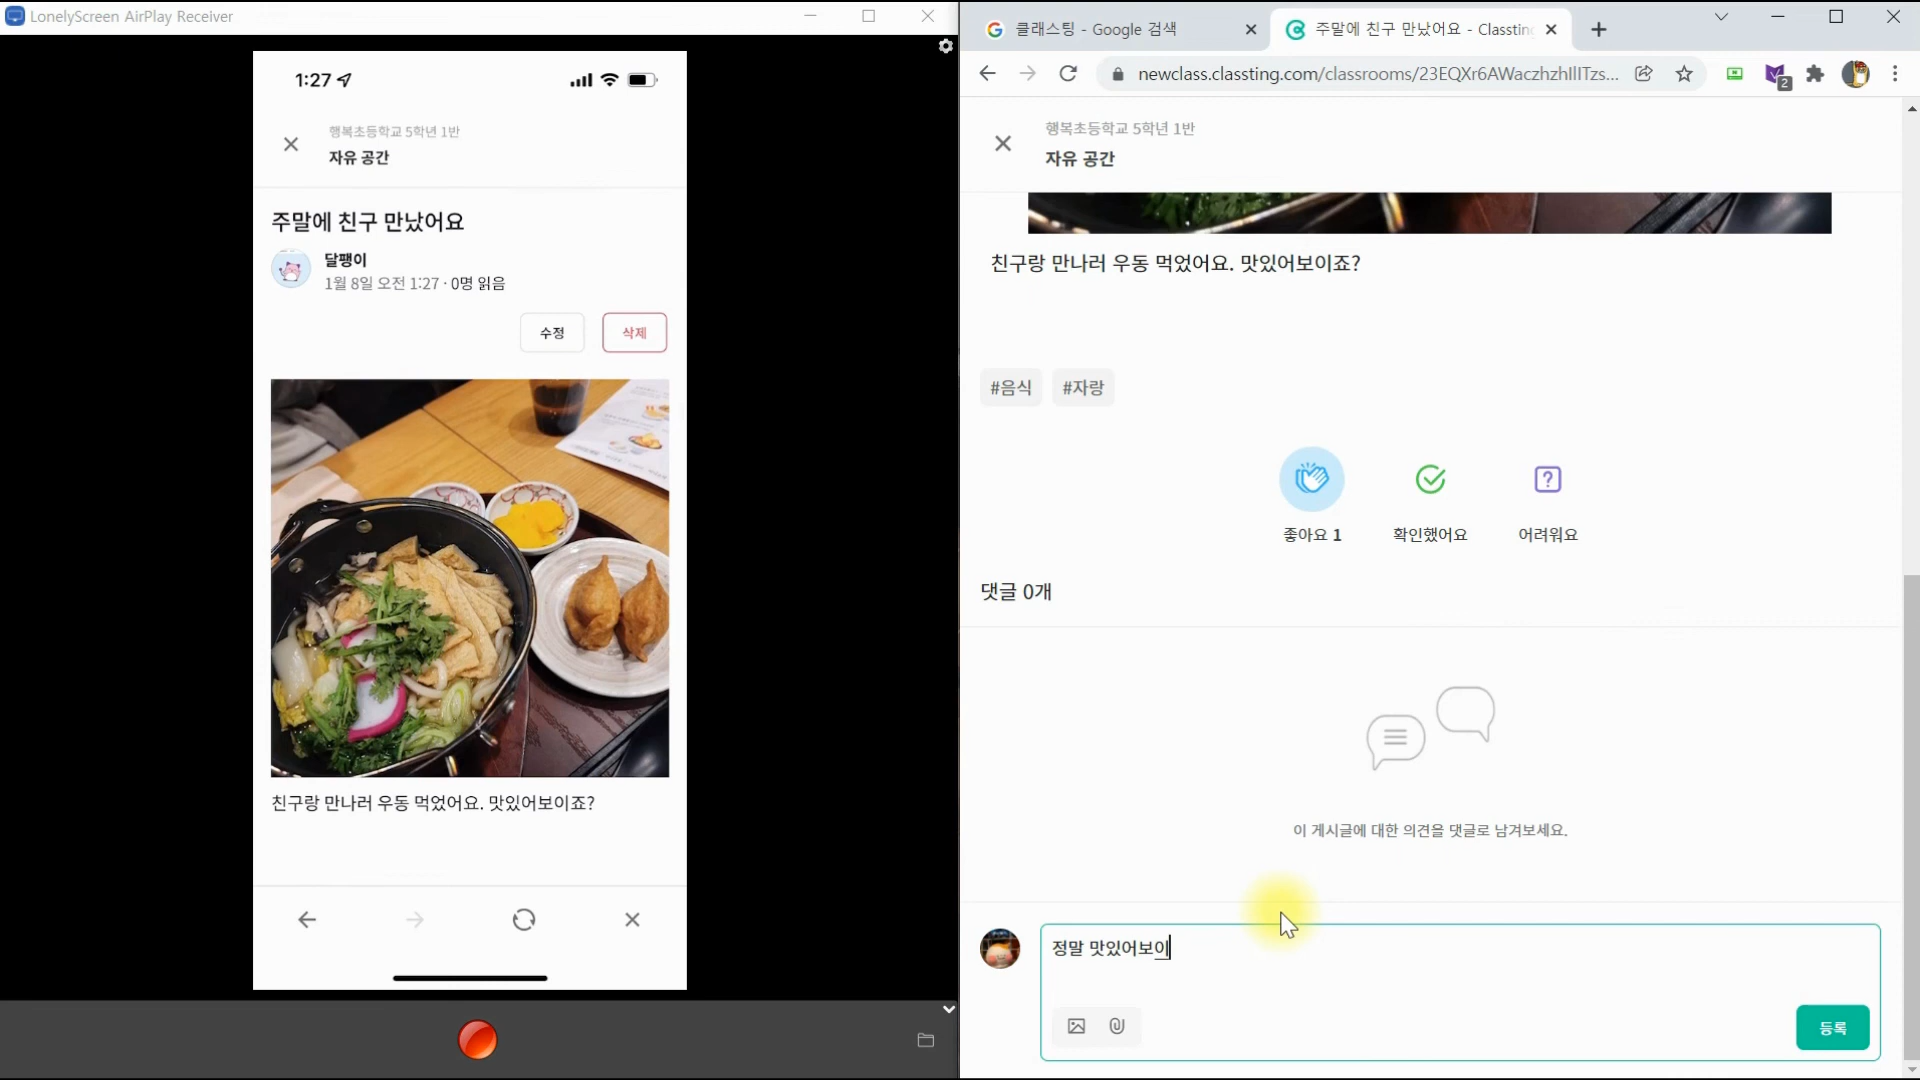 LonelyScreen AirPlay Receiver
1:27
행복초등학교 5학년 1반
자유 공간
주말에 친구 만났어요
달팽이
1월 8일 오전 1:27 · 0명 읽음
수정
삭제
친구랑 만나러 우동 먹었어요. 맛있어보이죠?
클래스팅 - Google 검색
주말에 친구 만났어요 - Classting
newclass.classting.com/classrooms/23EQXr6AWaczhzhIlITzs...
2
행복초등학교 5학년 1반
자유 공간
친구랑 만나러 우동 먹었어요. 맛있어보이죠?
#음식 #자랑
좋아요 1
확인했어요
어려워요
댓글 0개
이 게시글에 대한 의견을 댓글로 남겨보세요.
정말 맛있어보이
등록